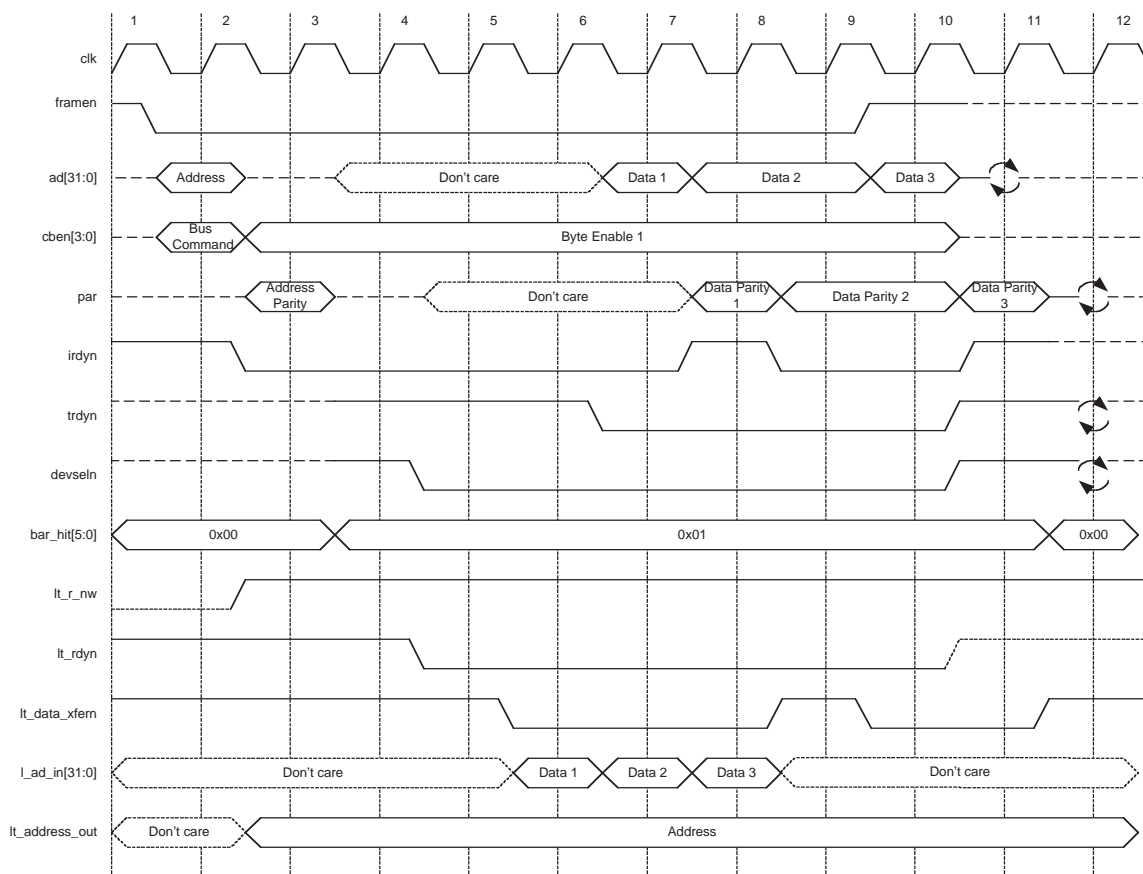 1 2 3 4 5 6 7 8 9 10 11 12
clk
framen
ad[31:0] Address Don't care Data 1 Data 2 Data 3
cben[3:0] Bus Command Byte Enable 1
par Address Parity Don't care Data Parity 1 Data Parity 2 Data Parity 3
irdyn
trdyn
devseln
bar_hit[5:0] 0x00 0x01 0x00
lt_r_nw
lt_rdyn
lt_data_xfern
l_ad_in[31:0] Don't care Data 1 Data 2 Data 3 Don't care
lt_address_out Don't care Address